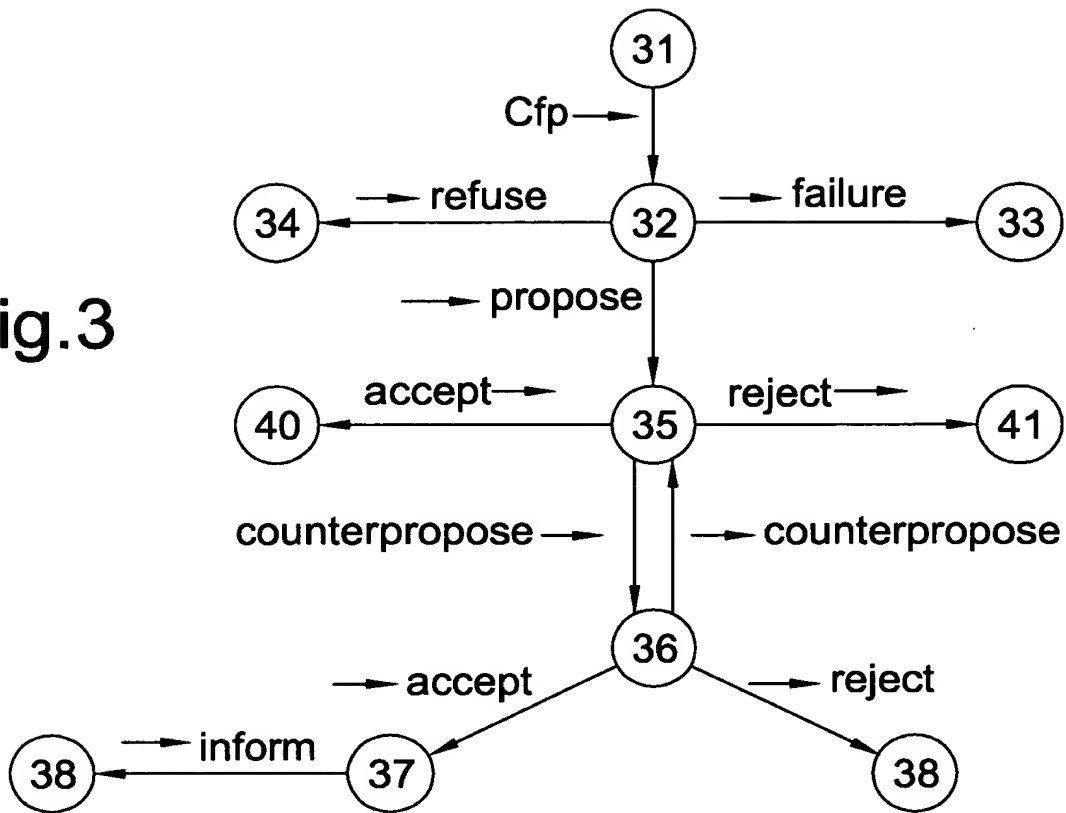 31
Cfp
34
refuse
32
failure
33
propose
ig.3
40
accept
35
reject
41
counterpropose
counterpropose
36
accept
reject
38
inform
37
38